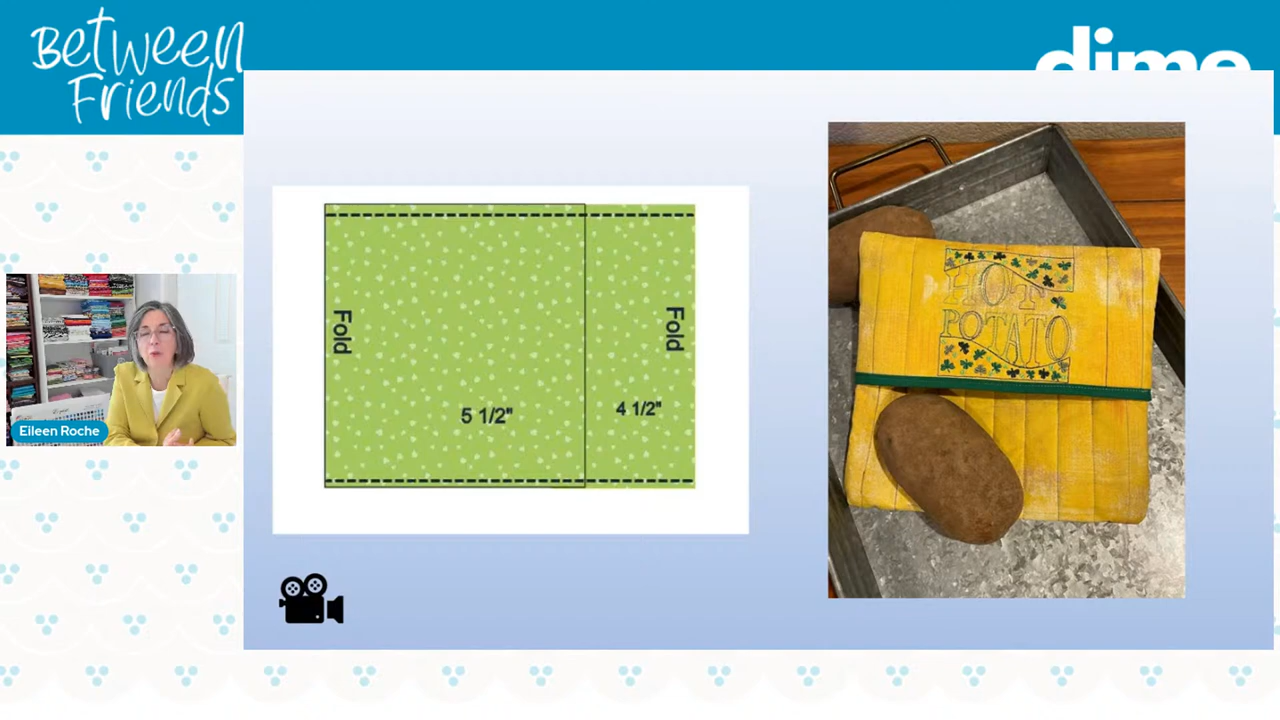 Between
Friends
dime
Fold
Fold
5 1/2"
4 1/2"
HOT
POTATO
Eileen Roche